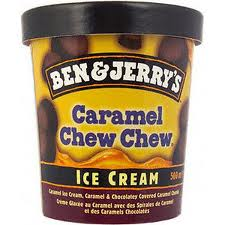 BEN & JERRY'S
Caramel
Chew Chew
500 ml
ICE CREAM
Caramel Ice Cream, Caramel & Chocolatey Covered Caramel Chunks
Crème Glacée au Caramel avec des Spirales de Caramel
et des Caramels Chocolatés